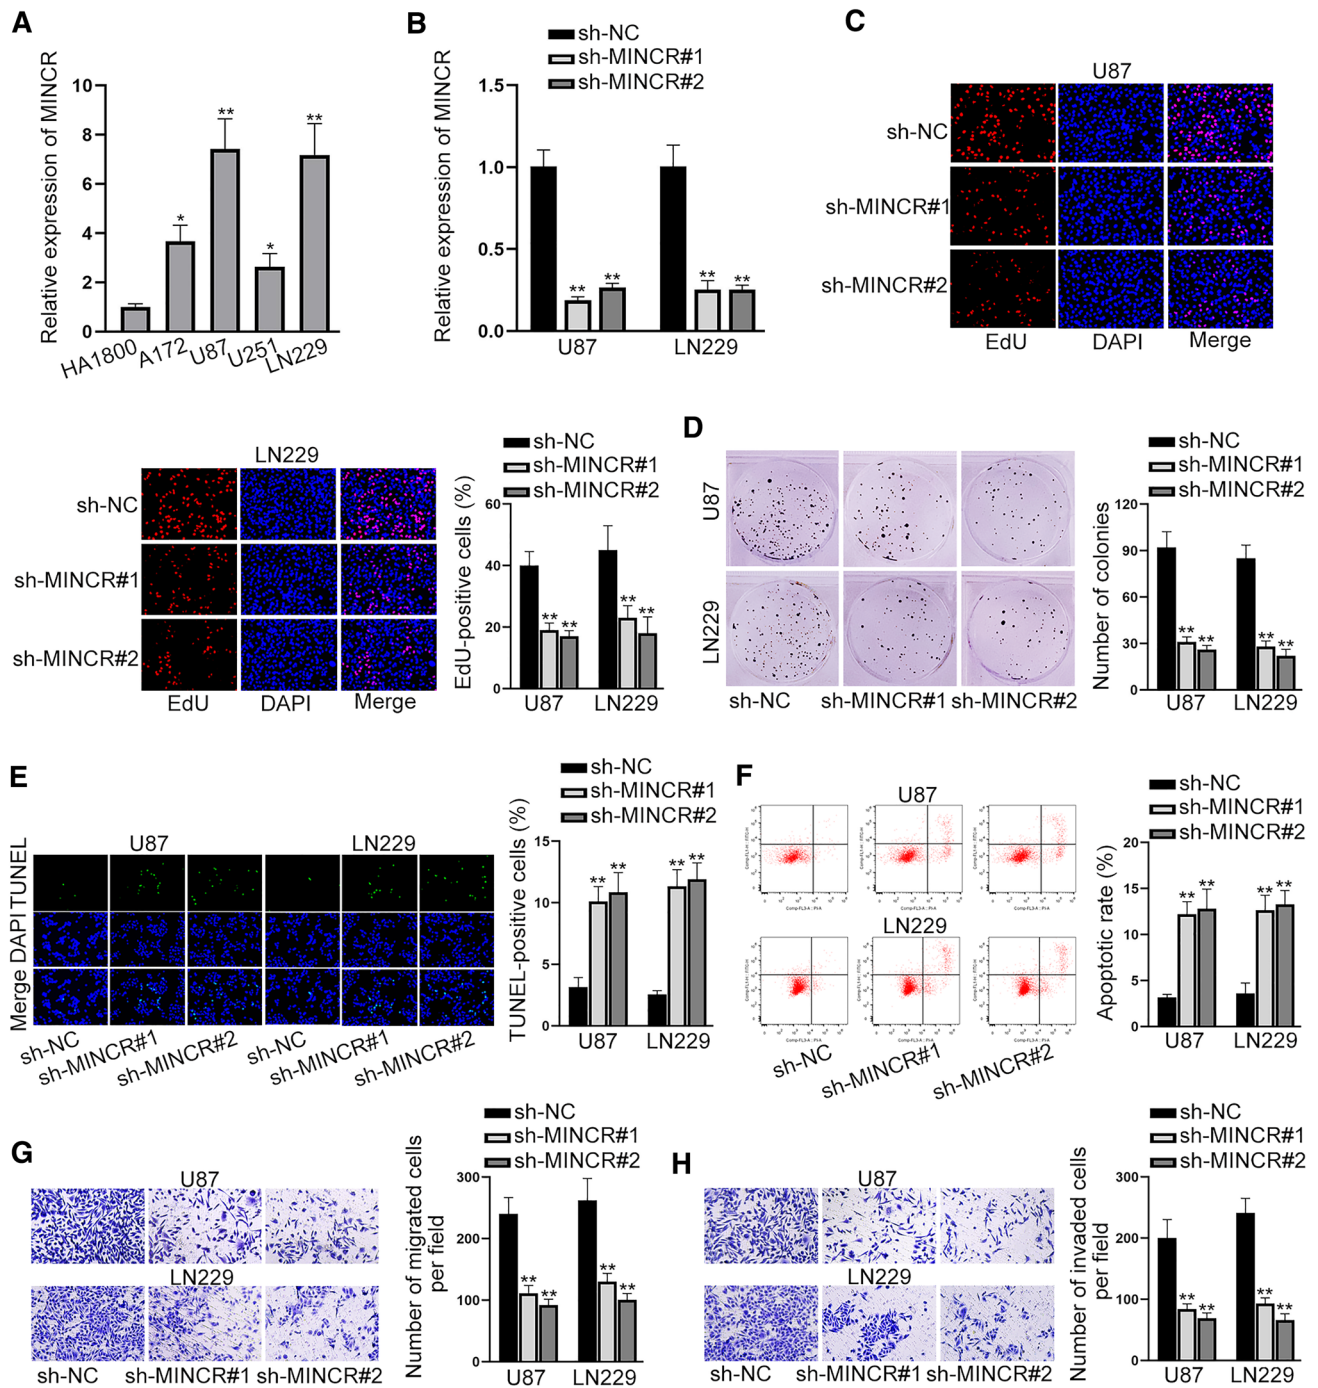 A
Relative expression of MINCR
10
8
6
4
2
0
*
**
*
**
HA1800
A172
U87
U251
LN229
B
sh-NC
sh-MINCR#1
sh-MINCR#2
Relative expression of MINCR
1.5
1.0
0.5
0.0
**
**
**
**
U87
LN229
C
U87
sh-NC
sh-MINCR#1
sh-MINCR#2
EdU
DAPI
Merge
LN229
sh-NC
sh-MINCR#1
sh-MINCR#2
EdU
DAPI
Merge
sh-NC
sh-MINCR#1
sh-MINCR#2
EdU-positive cells (%)
60
40
20
0
**
**
**
**
U87
LN229
D
U87
LN229
sh-NC
sh-MINCR#1
sh-MINCR#2
sh-NC
sh-MINCR#1
sh-MINCR#2
Number of colonies
120
90
60
30
0
**
**
**
**
U87
LN229
E
U87
LN229
TUNEL
DAPI
Merge
sh-NC
sh-MINCR#1
sh-MINCR#2
sh-NC
sh-MINCR#1
sh-MINCR#2
sh-NC
sh-MINCR#1
sh-MINCR#2
TUNEL-positive cells (%)
15
10
5
0
**
**
**
**
U87
LN229
F
U87
LN229
sh-NC
sh-MINCR#1
sh-MINCR#2
sh-NC
sh-MINCR#1
sh-MINCR#2
Apoptotic rate (%)
20
15
10
5
0
**
**
**
**
U87
LN229
G
U87
LN229
sh-NC
sh-MINCR#1
sh-MINCR#2
sh-NC
sh-MINCR#1
sh-MINCR#2
Number of migrated cells
per field
300
200
100
0
**
**
**
**
U87
LN229
H
U87
LN229
sh-NC
sh-MINCR#1
sh-MINCR#2
sh-NC
sh-MINCR#1
sh-MINCR#2
Number of invaded cells
per field
300
200
100
0
**
**
**
**
U87
LN229